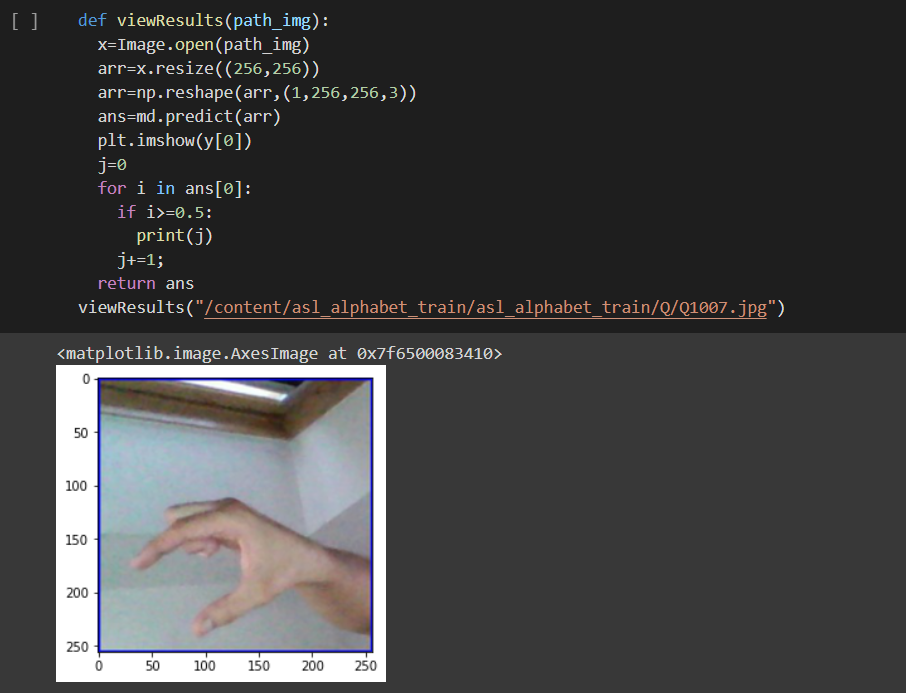 [ ]
def viewResults(path_img):
x=Image.open(path_img)
arr=x.resize((256,256))
arr=np.reshape(arr,(1,256,256,3))
ans=md.predict(arr)
plt.imshow(y[0])
j=0
for i in ans[0]:
if i>=0.5:
print(j)
j+=1;
return ans
viewResults("/content/asl_alphabet_train/asl_alphabet_train/Q/Q1007.jpg")
<matplotlib.image.AxesImage at 0x7f6500083410>
0
50
100
150
200
250
0 50 100 150 200 250